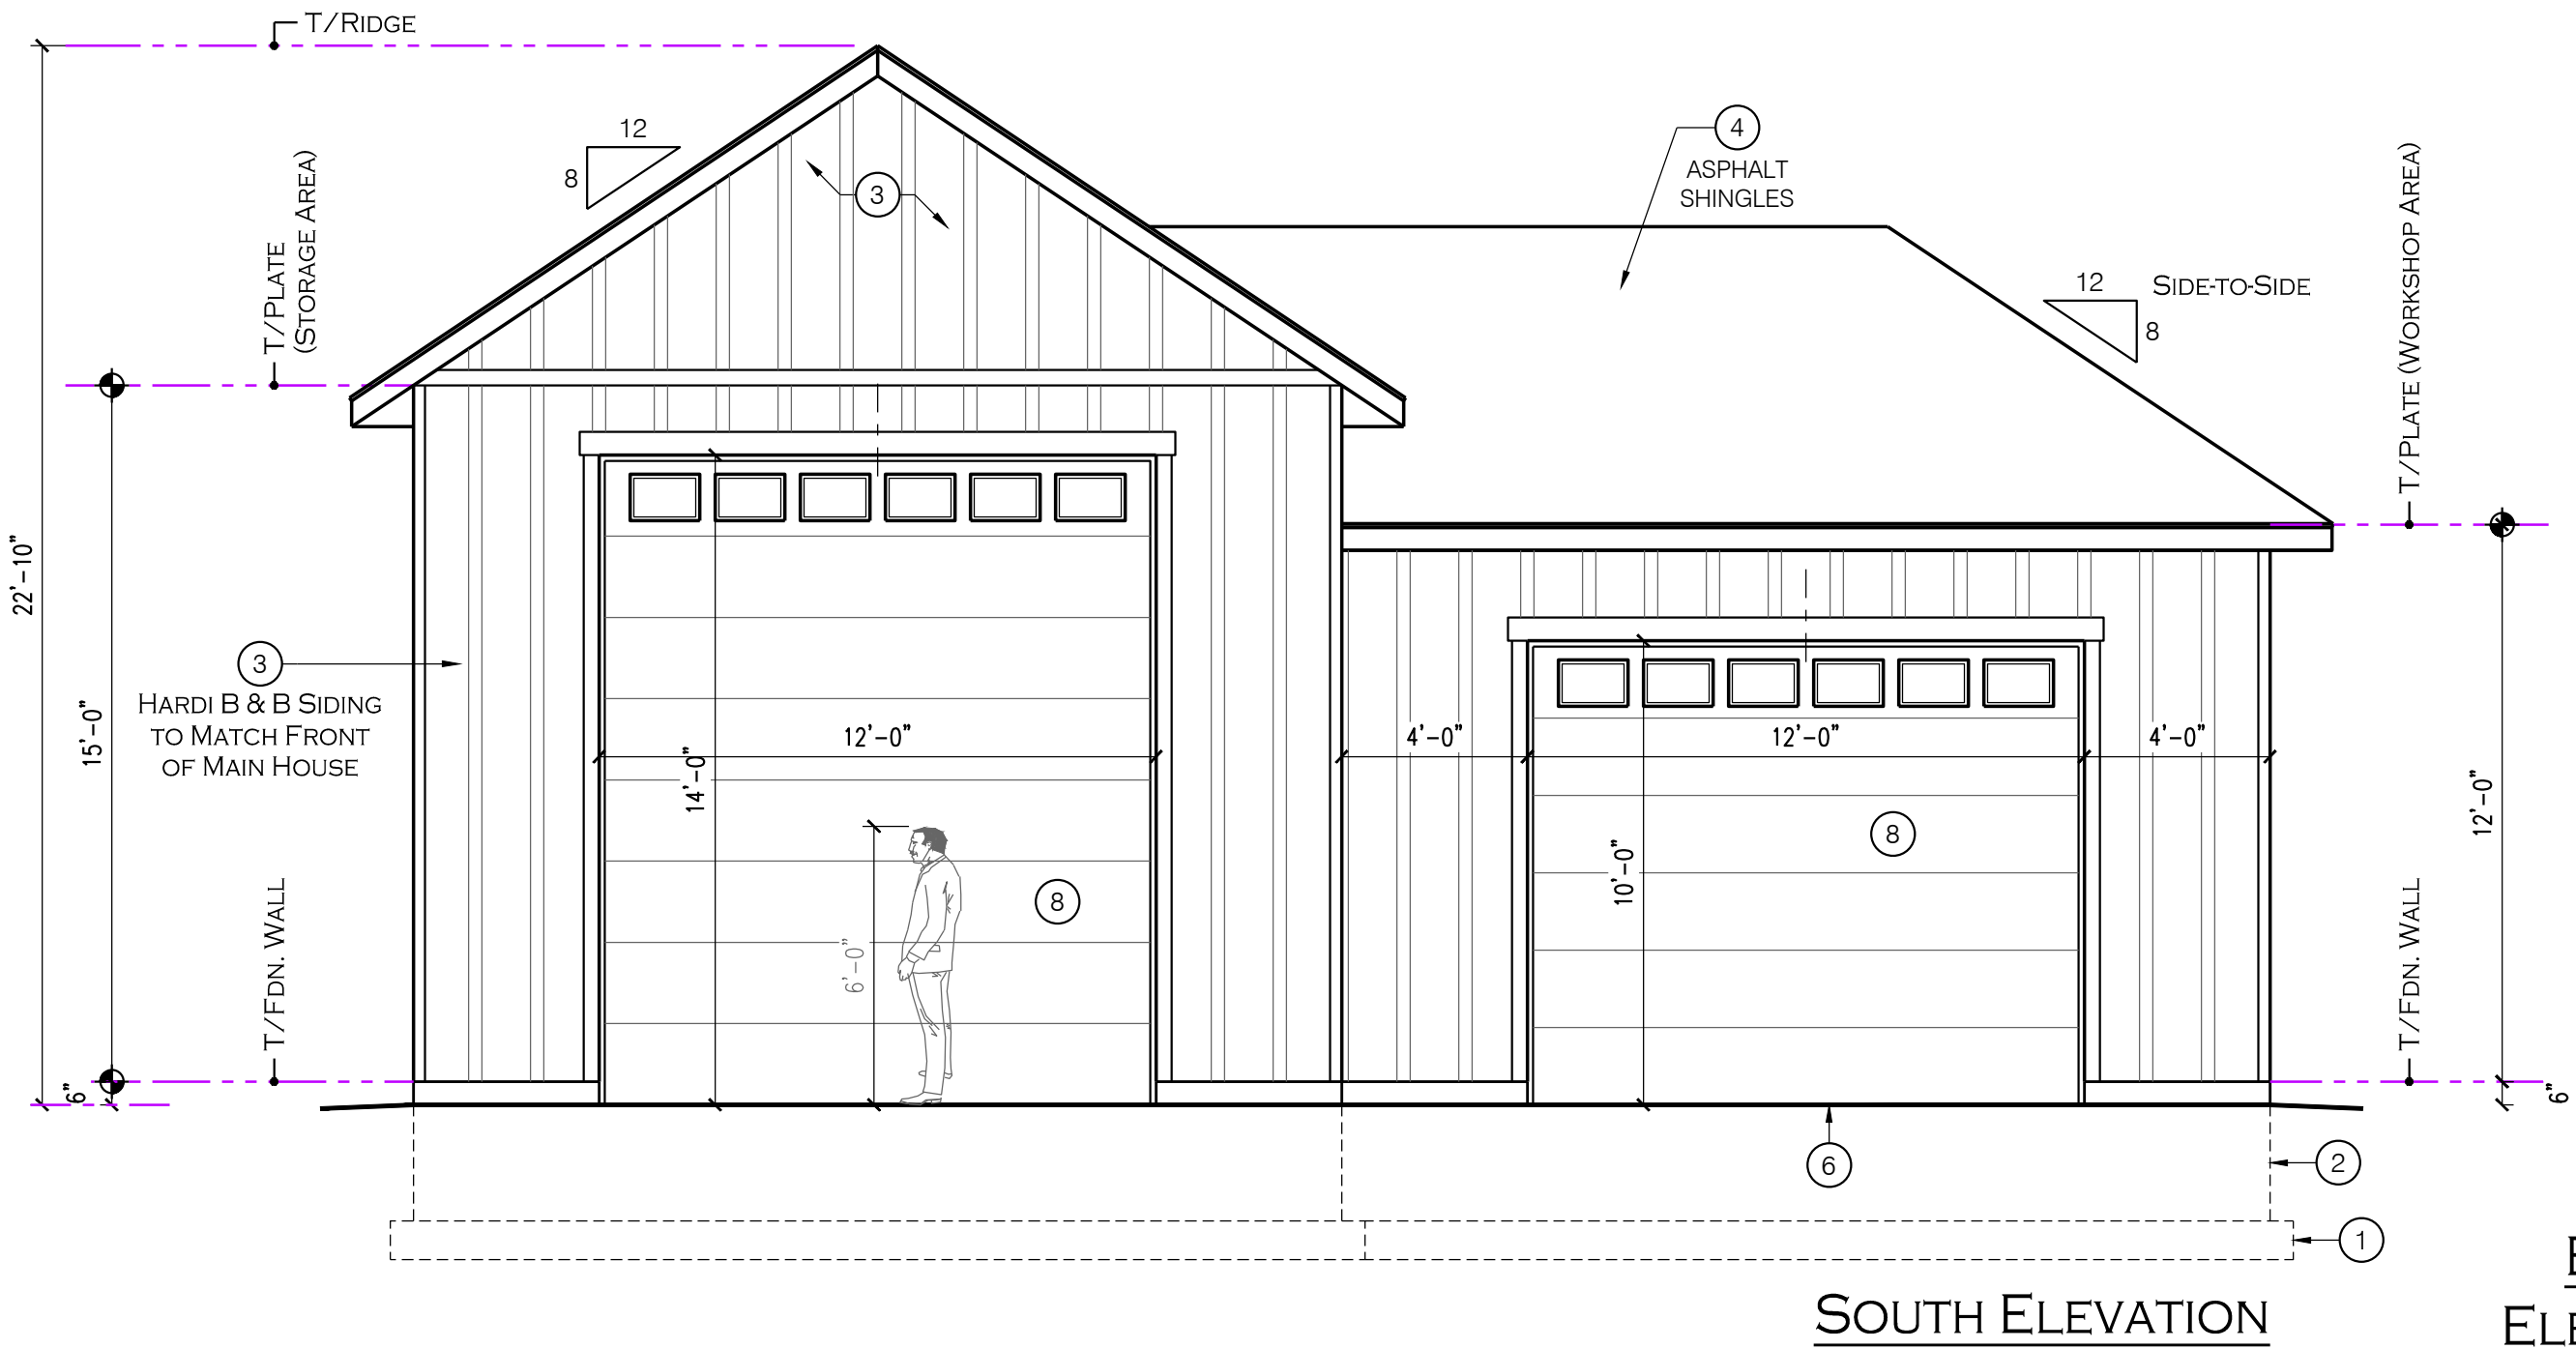 T/RIDGE
12
8
3
4
ASPHALT
SHINGLES
12
8
SIDE-TO-SIDE
T/PLATE
(STORAGE AREA)
T/PLATE (WORKSHOP AREA)
22'-10"
15'-0"
3
HARDI B & B SIDING
TO MATCH FRONT
OF MAIN HOUSE
12'-0"
14'-0"
4'-0"
12'-0"
4'-0"
10'-0"
12'-0"
8
8
6'-0"
T/FDN. WALL
T/FDN. WALL
6"
6"
6
2
1
SOUTH ELEVATION